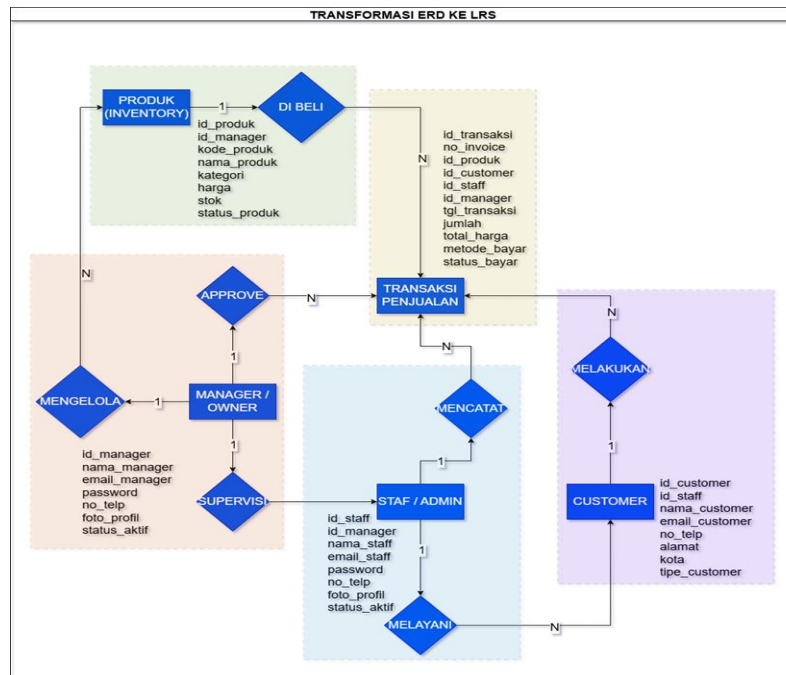 TRANSFORMASI ERD KE LRS
PRODUK
(INVENTORY)
1
DI BELI
id_produk
id_manager
kode_produk
nama_produk
kategori
harga
stok
status_produk
N
id_transaksi
no_invoice
id_produk
id_customer
id_staff
id_manager
tgl_transaksi
jumlah
total_harga
metode_bayar
status_bayar
N
APPROVE
N
TRANSAKSI
PENJUALAN
N
N
1
MELAKUKAN
MENGELOLA
1
MANAGER /
OWNER
MENCATAT
1
1
id_manager
nama_manager
email_manager
password
no_telp
foto_profil
status_aktif
1
SUPERVISI
STAF / ADMIN
CUSTOMER
id_staff
id_manager
nama_staff
email_staff
password
no_telp
foto_profil
status_aktif
1
id_customer
id_staff
nama_customer
email_customer
no_telp
alamat
kota
tipe_customer
MELAYANI
N